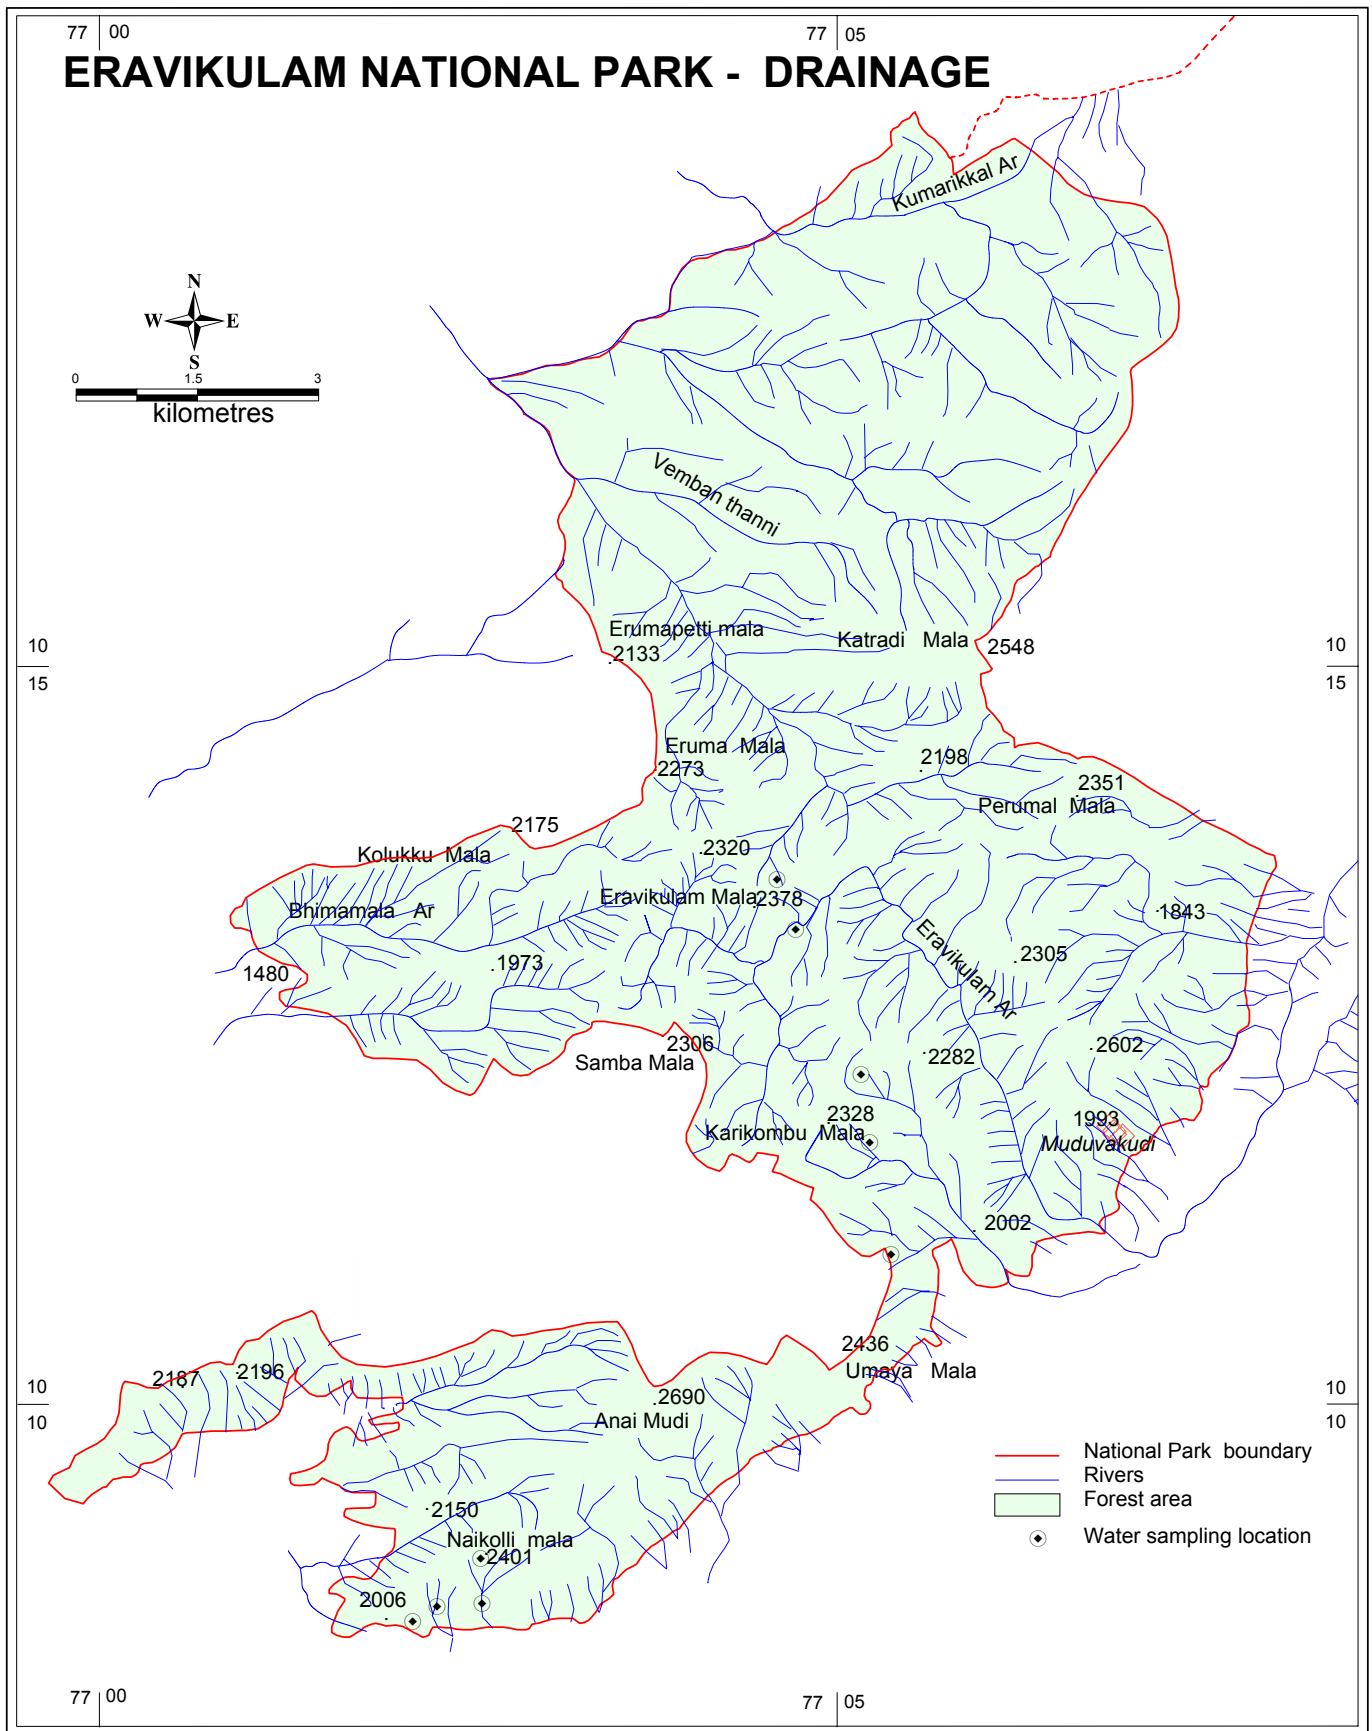 77 00
77 05
ERAVIKULAM NATIONAL PARK - DRAINAGE
Kumarikkal Ar
N
W E
S
0 1.5 3
kilometres
Vemban thanni
Erumapetti mala
2133
Katradi Mala
2548
10
15
10
15
Eruma Mala
2273
2198
2351
Perumal Mala
2175
Kolukku Mala
2320
Eravikulam Mala
2378
Bhimamala Ar
1843
Eravikulam Ar
2305
1480
1973
2306
Samba Mala
2282
2602
2328
Karikombu Mala
1993
Muduvakudi
2002
2436
Umaya Mala
2187
2196
10
10
10
10
2690
Anai Mudi
National Park boundary
Rivers
Forest area
Water sampling location
2150
Naikolli mala
2401
2006
77 00
77 05